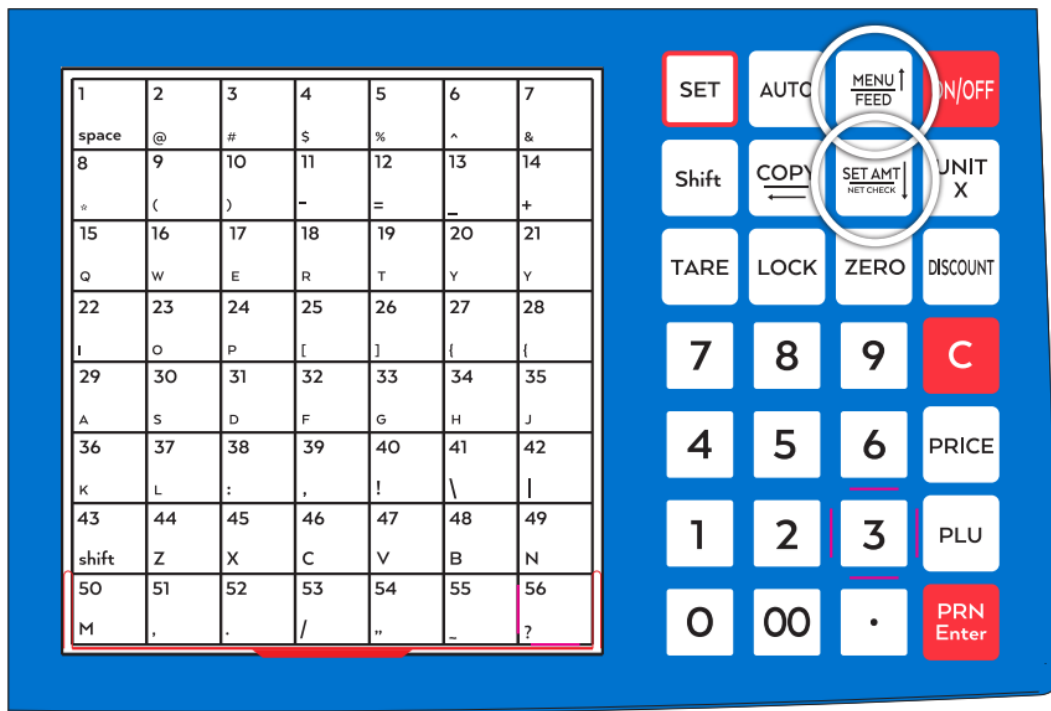 1 2 3 4 5 6 7
space @ # $ % ^ &
8 9 10 11 12 13 14
☆ ( ) - = _ +
15 16 17 18 19 20 21
Q W E R T Y Y
22 23 24 25 26 27 28
I O P [ ] { {
29 30 31 32 33 34 35
A S D F G H J
36 37 38 39 40 41 42
K L : , ! \ |
43 44 45 46 47 48 49
shift Z X C V B N
50 51 52 53 54 55 56
M , . / ” ~ ?
SET AUTO MENU↑ ON/OFF
FEED
Shift COPY SET AMT↓ UNIT
← NET CHECK X
TARE LOCK ZERO DISCOUNT
7 8 9 C
4 5 6 PRICE
1 2 3 PLU
0 00 . PRN
Enter